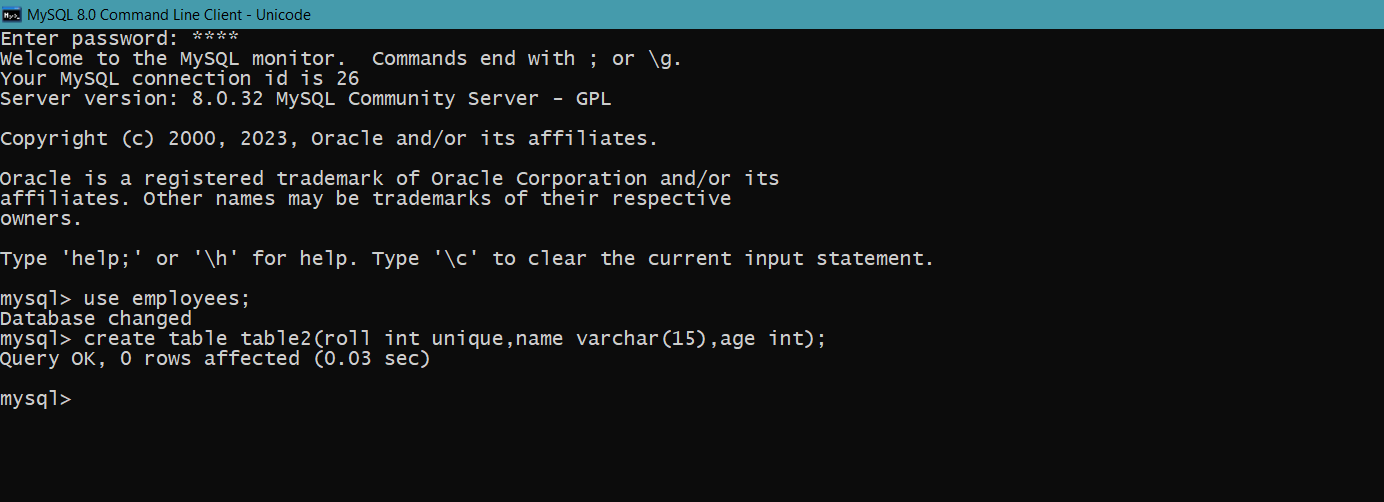 MySQL 8.0 Command Line Client - Unicode
Enter password: ****
Welcome to the MySQL monitor.  Commands end with ; or \g.
Your MySQL connection id is 26
Server version: 8.0.32 MySQL Community Server - GPL

Copyright (c) 2000, 2023, Oracle and/or its affiliates.

Oracle is a registered trademark of Oracle Corporation and/or its
affiliates. Other names may be trademarks of their respective
owners.

Type 'help;' or '\h' for help. Type '\c' to clear the current input statement.

mysql> use employees;
Database changed
mysql> create table table2(roll int unique,name varchar(15),age int);
Query OK, 0 rows affected (0.03 sec)

mysql>